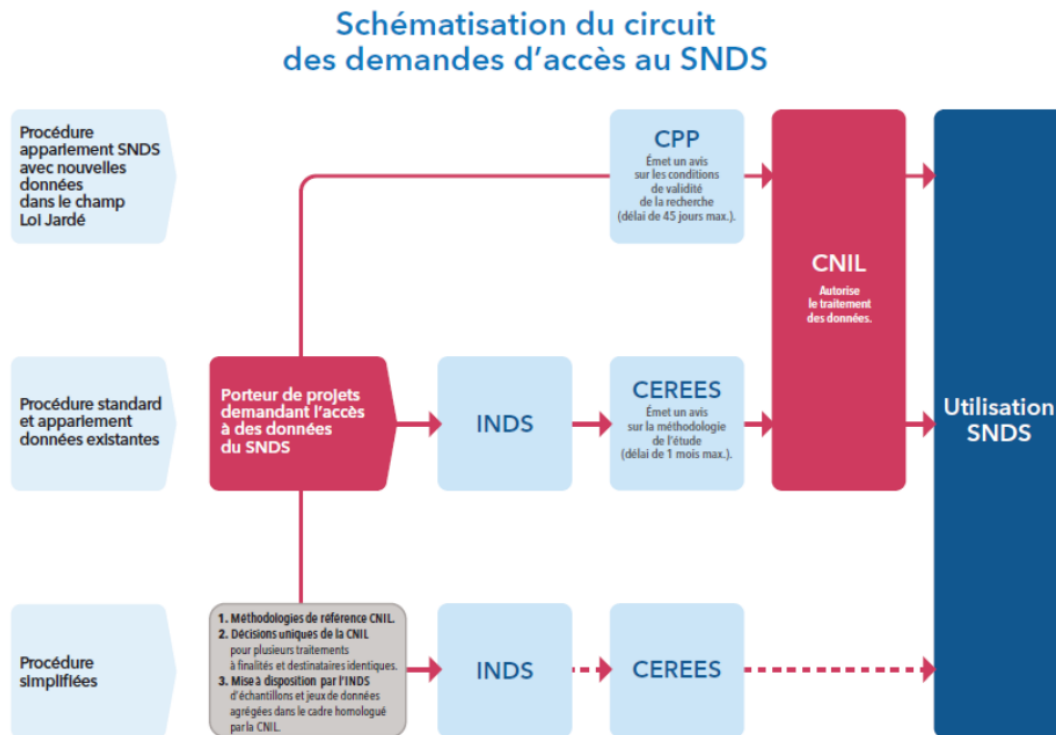 Schématisation du circuit
des demandes d'accès au SNDS
Procédure
appariement SNDS
avec nouvelles
données
dans le champ
Loi Jardé
CPP
Émet un avis
sur les conditions
de validité
de la recherche
(délai de 45 jours max.).
CNIL
Autorise
le traitement
des données.
Procédure standard
et appariement
données existantes
Porteur de projets
demandant l'accès
à des données
du SNDS
INDS
CEREES
Émet un avis
sur la méthodologie
de l'étude
(délai de 1 mois max.).
Utilisation
SNDS
Procédure
simplifiées
1. Méthodologies de référence CNIL.
2. Décisions uniques de la CNIL
pour plusieurs traitements
à finalités et destinataires identiques.
3. Mise à disposition par l'INDS
d'échantillons et jeux de données
agrégées dans le cadre homologué
par la CNIL.
INDS
CEREES